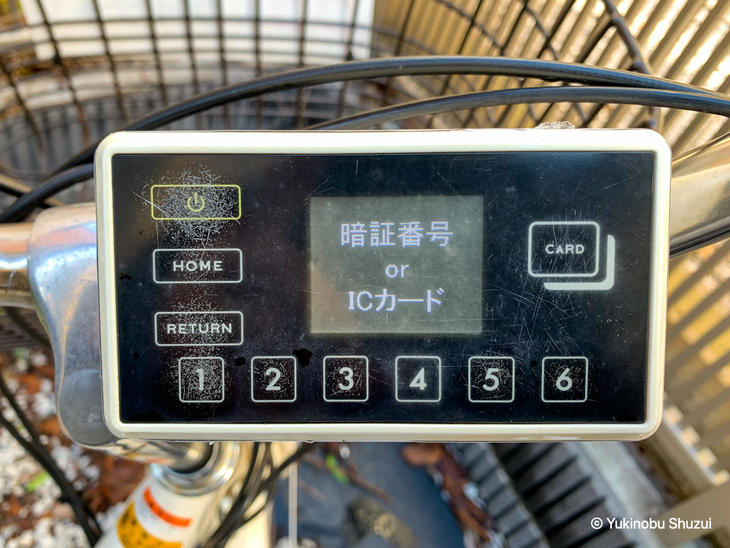 暗証番号
or
ICカード
HOME
CARD
RETURN
1 2 3 4 5 6
© Yukinobu Shuzui